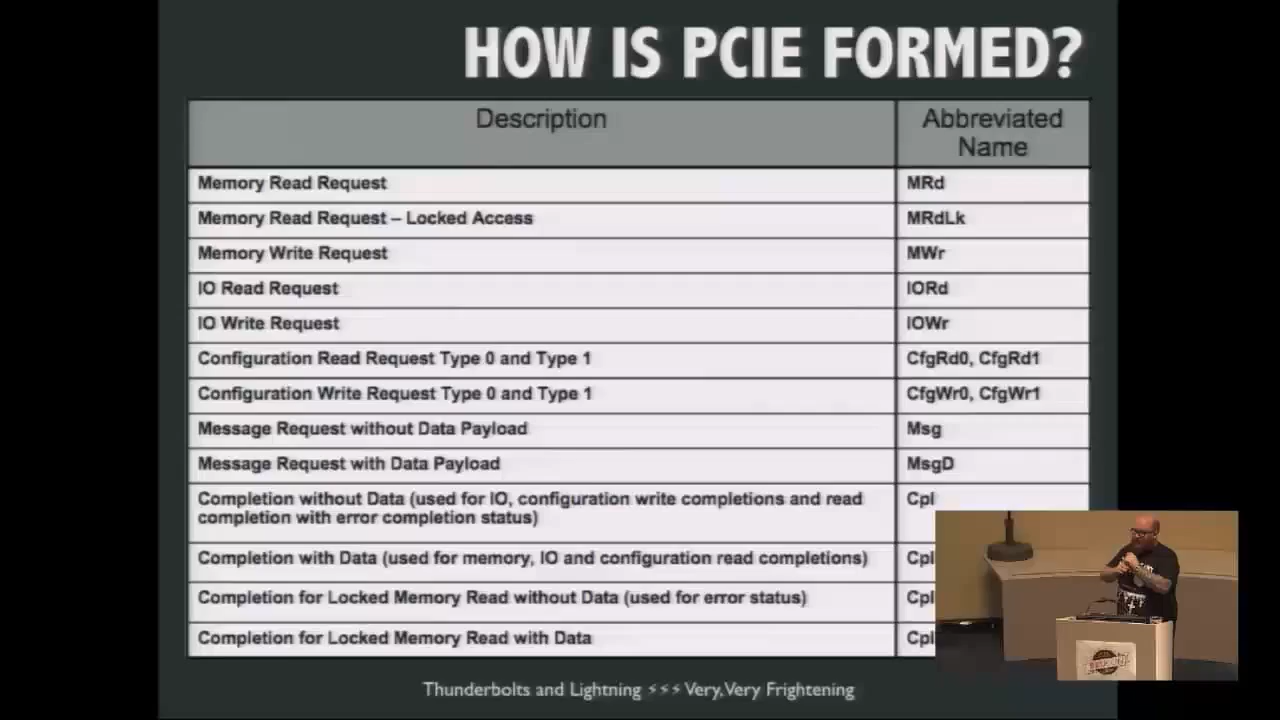 HOW IS PCIE FORMED?
Description
Abbreviated
Name
Memory Read Request
MRd
Memory Read Request – Locked Access
MRdLk
Memory Write Request
MWr
IO Read Request
IORd
IO Write Request
IOWr
Configuration Read Request Type 0 and Type 1
CfgRd0, CfgRd1
Configuration Write Request Type 0 and Type 1
CfgWr0, CfgWr1
Message Request without Data Payload
Msg
Message Request with Data Payload
MsgD
Completion without Data (used for IO, configuration write completions and read
completion with error completion status)
Cpl
Completion with Data (used for memory, IO and configuration read completions)
Cpl
Completion for Locked Memory Read without Data (used for error status)
Cpl
Completion for Locked Memory Read with Data
Cpl
Thunderbolts and Lightning ⚡⚡⚡ Very, Very Frightening